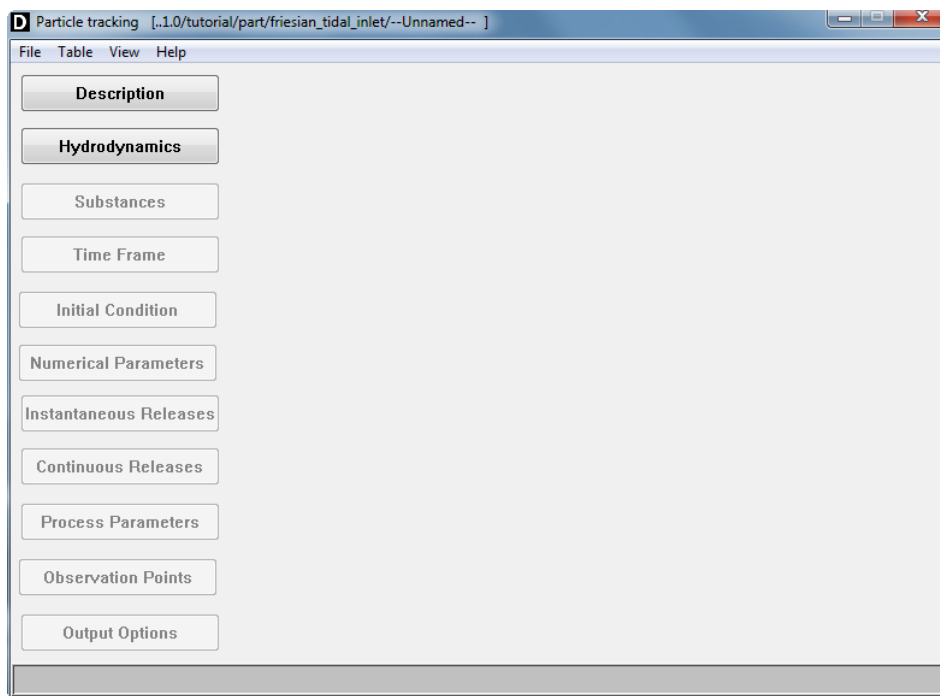 D Particle tracking [..1.0/tutorial/part/friesian_tidal_inlet/--Unnamed-- ]
File Table View Help
Description
Hydrodynamics
Substances
Time Frame
Initial Condition
Numerical Parameters
Instantaneous Releases
Continuous Releases
Process Parameters
Observation Points
Output Options